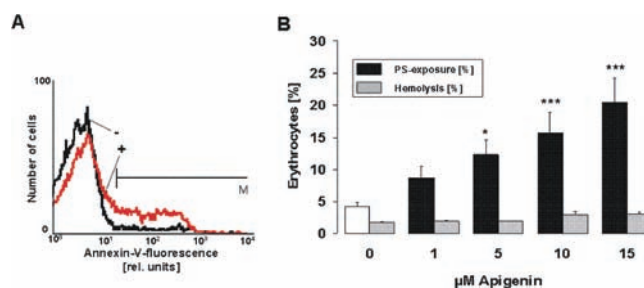 A
100
Number of cells
-
+
M
0
10⁰ 10¹ 10² 10³ 10⁴
Annexin-V-fluorescence
[rel. units]
B
30
25
20
15
10
5
0
Erythrocytes [%]
PS-exposure [%]
Hemolysis [%]
*
***
***
0 1 5 10 15
µM Apigenin